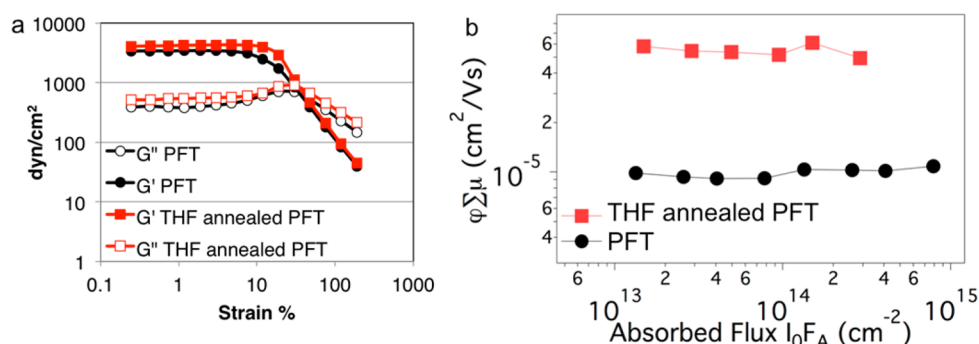 a
10000
1000
100
10
1
dyn/cm²
G" PFT
G' PFT
G' THF annealed PFT
G" THF annealed PFT
0.1
1
10
100
1000
Strain %
b
φΣμ (cm²/Vs)
6
4
2
10⁻⁵
8
6
4
THF annealed PFT
PFT
6
10¹³
2
4
6
10¹⁴
2
4
6
10¹⁵
Absorbed Flux I₀F_A (cm⁻²)